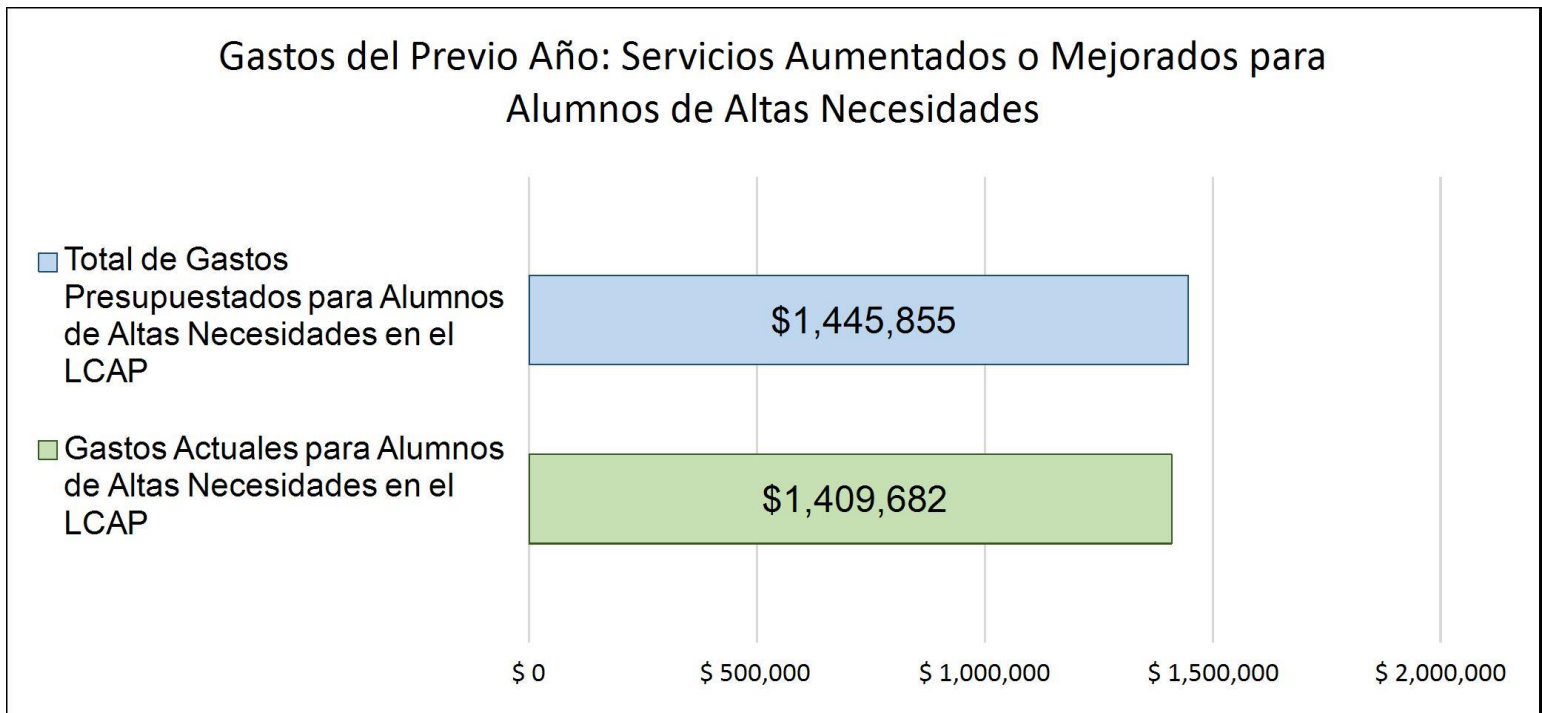 Gastos del Previo Año: Servicios Aumentados o Mejorados para
Alumnos de Altas Necesidades
Total de Gastos
Presupuestados para Alumnos
de Altas Necesidades en el
LCAP
$1,445,855
Gastos Actuales para Alumnos
de Altas Necesidades en el
LCAP
$1,409,682
$ 0
$ 500,000
$ 1,000,000
$ 1,500,000
$ 2,000,000